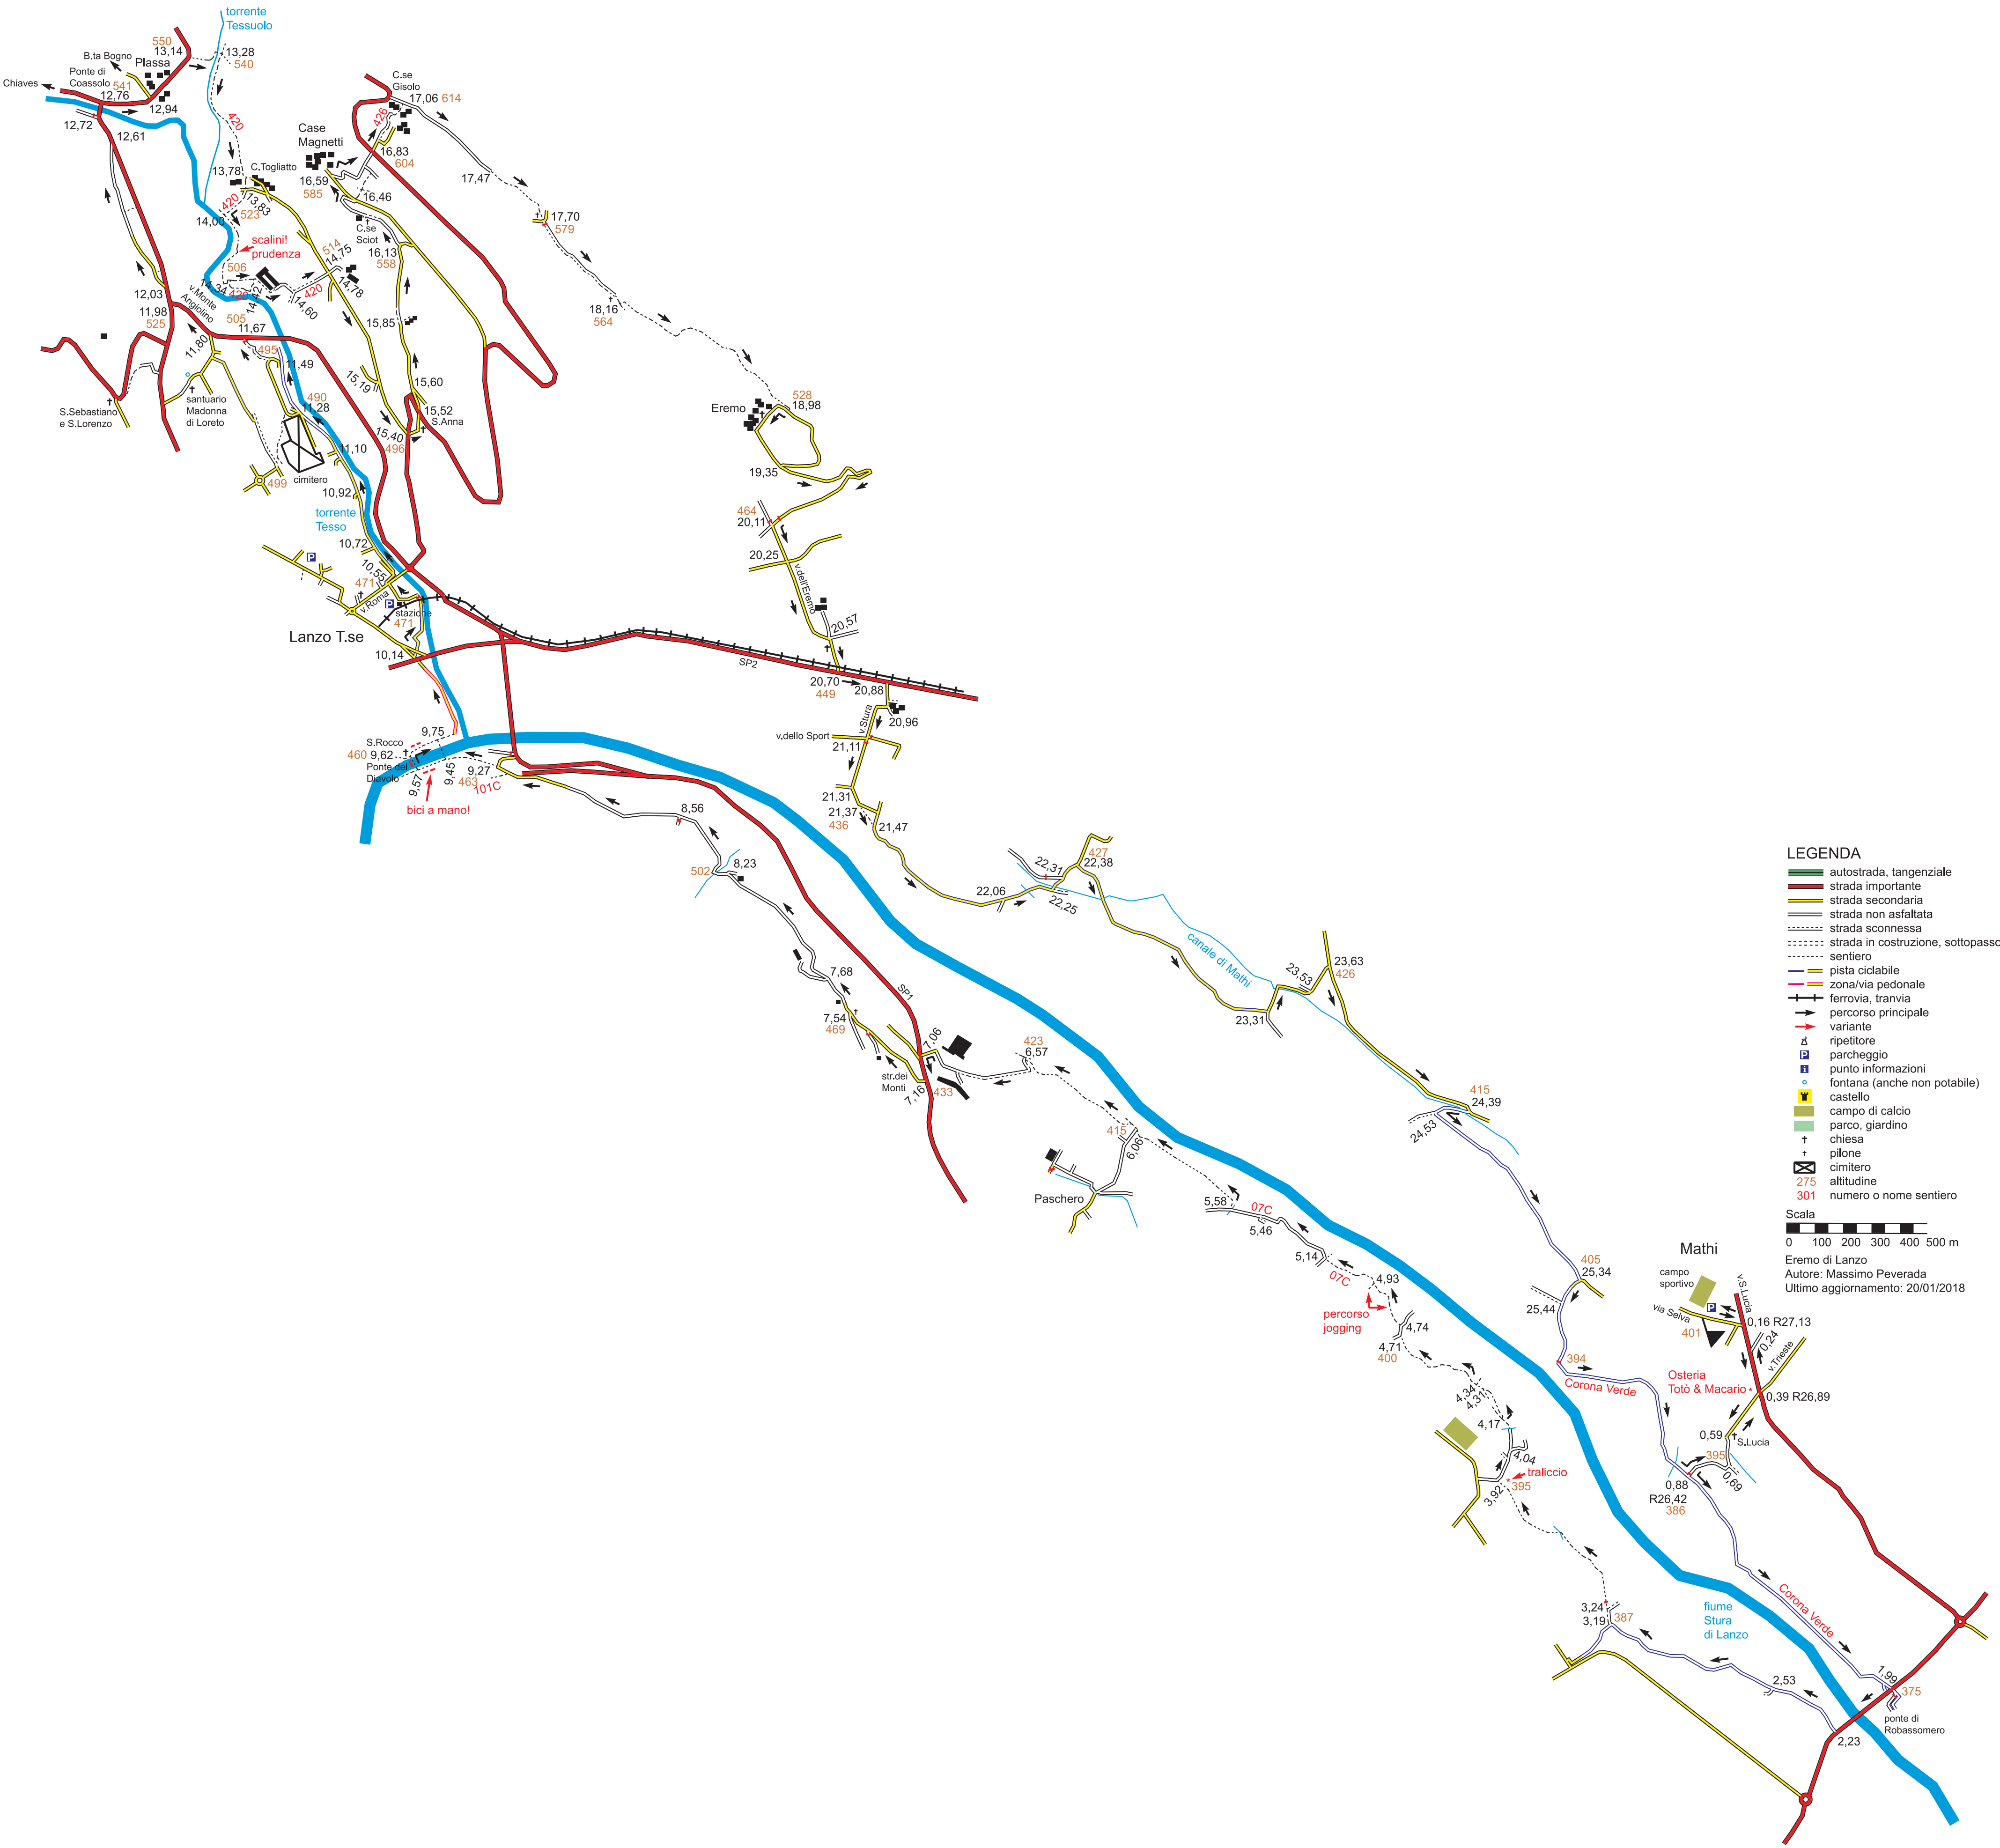 torrente
Tessuolo
550
13,14
13,28
540
B.ta Bogno
Plassa
Chiaves
Ponte di
Coassolo
541
12,76
12,94
12,72
12,61
420
C.se
Gisolo
17,06 614
426
Case
Magnetti
16,83
604
17,47
13,78
C.Togliatto
16,59
585
16,46
420
13,83
523
14,00
C.se
Sciot
17,70
579
scalini!
prudenza
514
14,75
16,13
558
506
14,34
420
14,42
14,60
420
14,78
12,03
v.Monte
Angiolino
11,98
525
505
11,67
15,85
18,16
564
11,80
495
11,49
15,19
15,60
santuario
Madonna
di Loreto
S.Sebastiano
e S.Lorenzo
490
11,28
15,52
S.Anna
15,40
496
11,10
Eremo
528
18,98
499
cimitero
10,92
19,35
torrente
Tesso
464
20,11
10,72
P
10,55
20,25
471
v.Roma
P
stazione
471
v.dell'Eremo
Lanzo T.se
20,57
10,14
SP2
20,70
449
20,88
v.Stura
20,96
9,75
S.Rocco
460 9,62
Ponte del
Diavolo
9,57
9,45
9,27
463
101C
bici a mano!
v.dello Sport
21,11
21,31
21,37
436
21,47
8,56
502
8,23
22,31
427
22,38
22,06
22,25
canale di Mathi
7,68
SP1
23,53
23,63
426
23,31
7,54
469
7,06
423
6,57
str.dei
Monti
7,16
433
415
24,39
24,53
415
6,06
Paschero
5,58
07C
5,46
5,14
07C
4,93
405
25,34
percorso
jogging
4,74
25,44
4,71
400
394
Corona Verde
4,34
4,31
4,17
4,04
traliccio
395
3,92
Mathi
campo
sportivo
P
v.S.Lucia
via Selva
401
0,16 R27,13
0,24
v.Trieste
Osteria
Totò & Macario
0,39 R26,89
0,59
S.Lucia
395
0,69
0,88
R26,42
386
Corona Verde
3,24
3,19
387
fiume
Stura
di Lanzo
2,53
1,99
375
ponte di
Robassomero
2,23
LEGENDA
autostrada, tangenziale
strada importante
strada secondaria
strada non asfaltata
strada sconnessa
strada in costruzione, sottopasso
sentiero
pista ciclabile
zona/via pedonale
ferrovia, tranvia
percorso principale
variante
ripetitore
P parcheggio
i punto informazioni
fontana (anche non potabile)
castello
campo di calcio
parco, giardino
chiesa
pilone
cimitero
275 altitudine
301 numero o nome sentiero
Scala
0 100 200 300 400 500 m
Eremo di Lanzo
Autore: Massimo Peverada
Ultimo aggiornamento: 20/01/2018